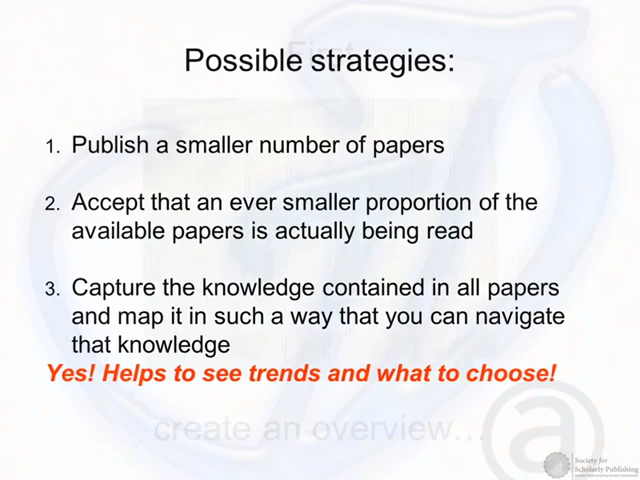 First
Possible strategies:
1. Publish a smaller number of papers
2. Accept that an ever smaller proportion of the
available papers is actually being read
3. Capture the knowledge contained in all papers
and map it in such a way that you can navigate
that knowledge
Yes! Helps to see trends and what to choose!
create an overview...
@
Society for
Scholarly Publishing